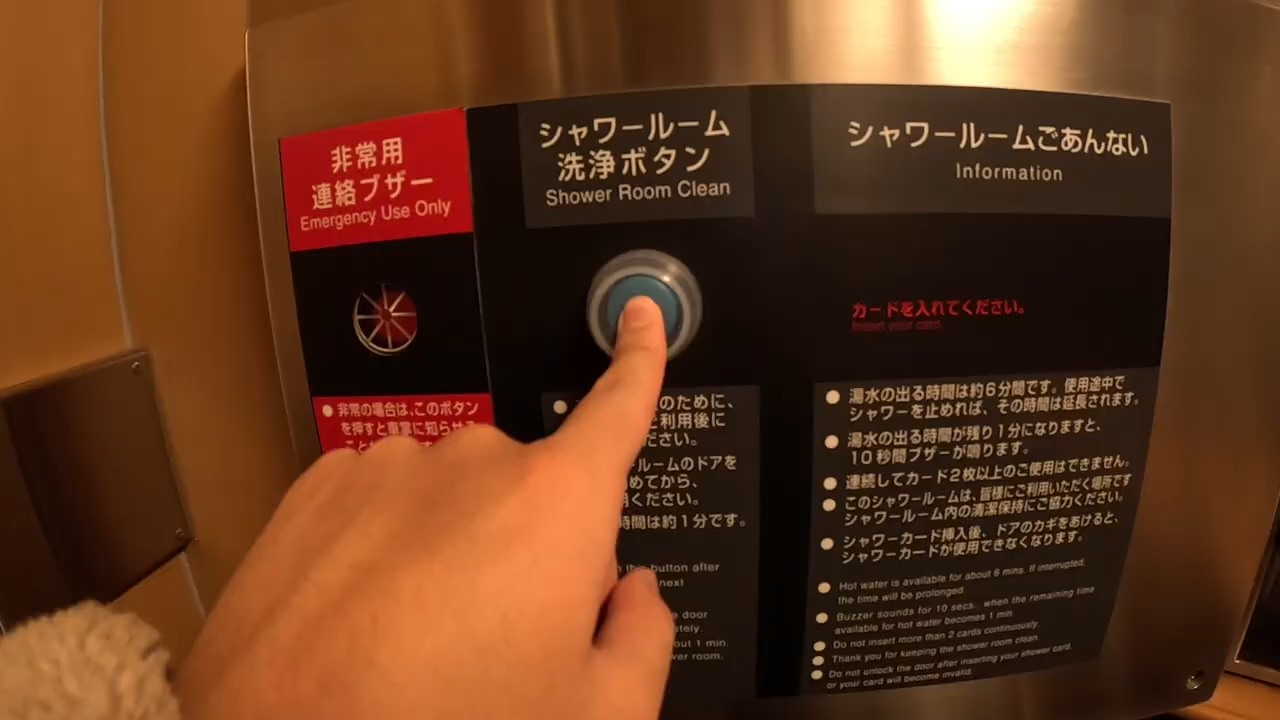 非常用
連絡ブザー
Emergency Use Only
● 非常の場合は、このボタン
を押すと車掌に知らせる
シャワールーム
洗浄ボタン
Shower Room Clean
のために、
ご利用後に
ださい。
ルームのドアを
めてから、
ください。
時間は約1分です。
this button after
next
door
out 1 min.
room.
シャワールームごあんない
Information
カードを入れてください。
Insert your card.
● 湯水の出る時間は約6分間です。使用途中で
シャワーを止めれば、その時間は延長されます。
● 湯水の出る時間が残り1分になりますと、
10秒間ブザーが鳴ります。
● 連続してカード2枚以上のご使用はできません。
● このシャワールームは、皆様にご利用いただく場所です
シャワールーム内の清潔保持にご協力ください。
● シャワーカード挿入後、ドアのカギをあけると、
シャワーカードが使用できなくなります。
● Hot water is available for about 6 mins. If interrupted,
the time will be prolonged.
● Buzzer sounds for 10 secs. when the remaining time
available for hot water becomes 1 min.
● Do not insert more than 2 cards continuously.
● Thank you for keeping the shower room clean.
● Do not unlock the door after inserting your shower card,
or your card will become invalid.